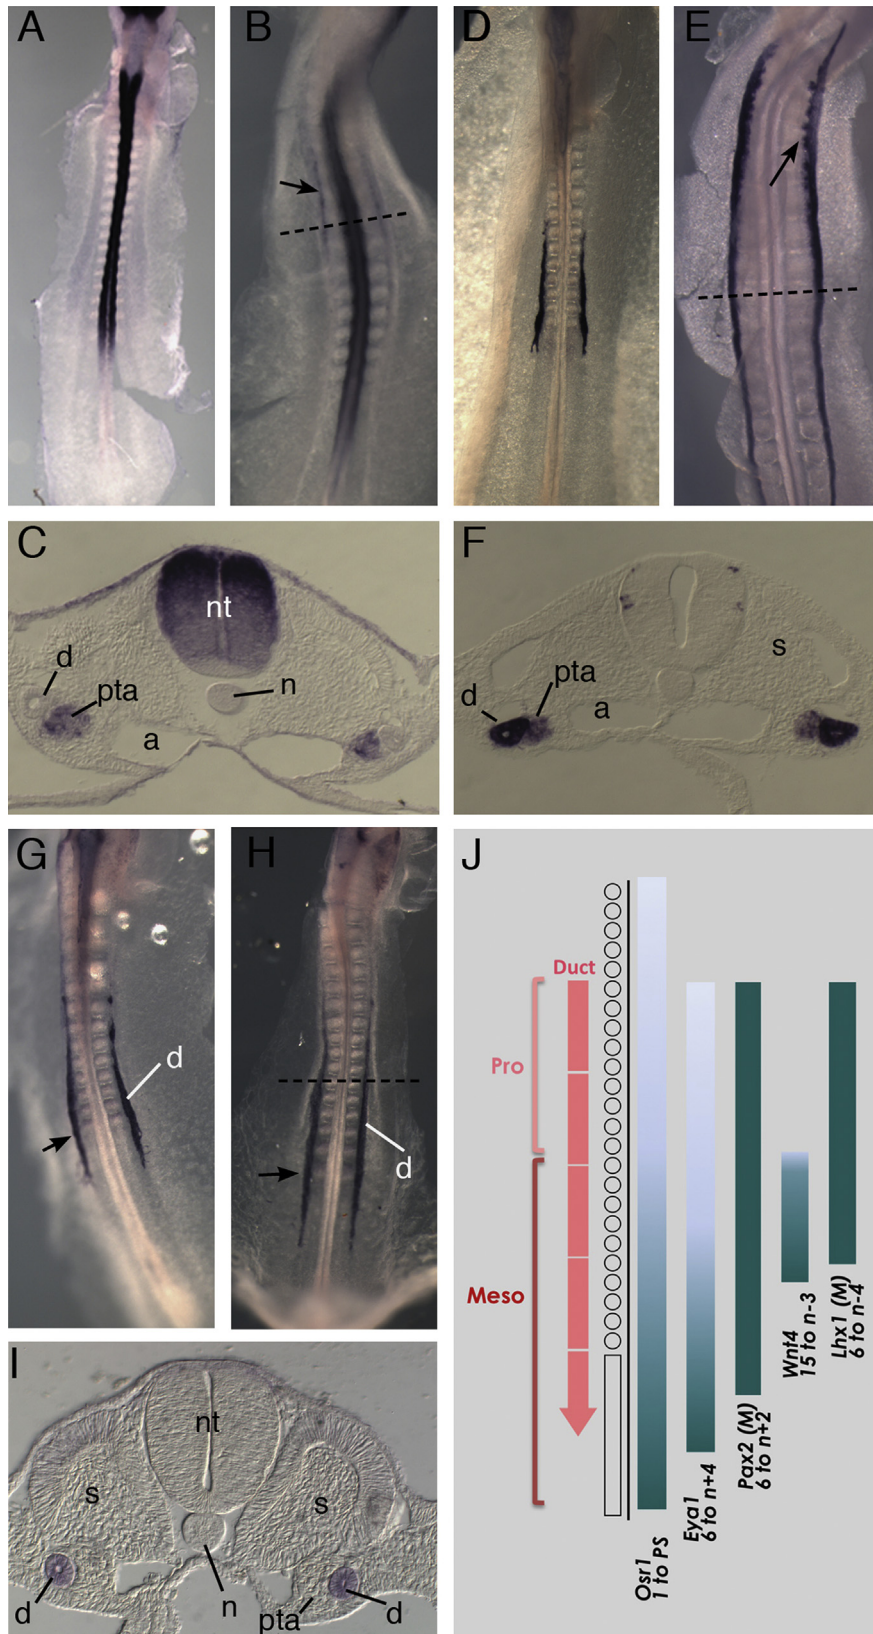 A
B
D
E
C
nt
d
pta
n
a
F
s
pta
d
a
G
d
H
d
I
nt
s
s
d
n
pta
d
J
Duct
Pro
Meso
Osr1
1 to PS
Eya1
6 to n+4
Pax2 (M)
6 to n+2
Wnt4
15 to n-3
Lhx1 (M)
6 to n-4